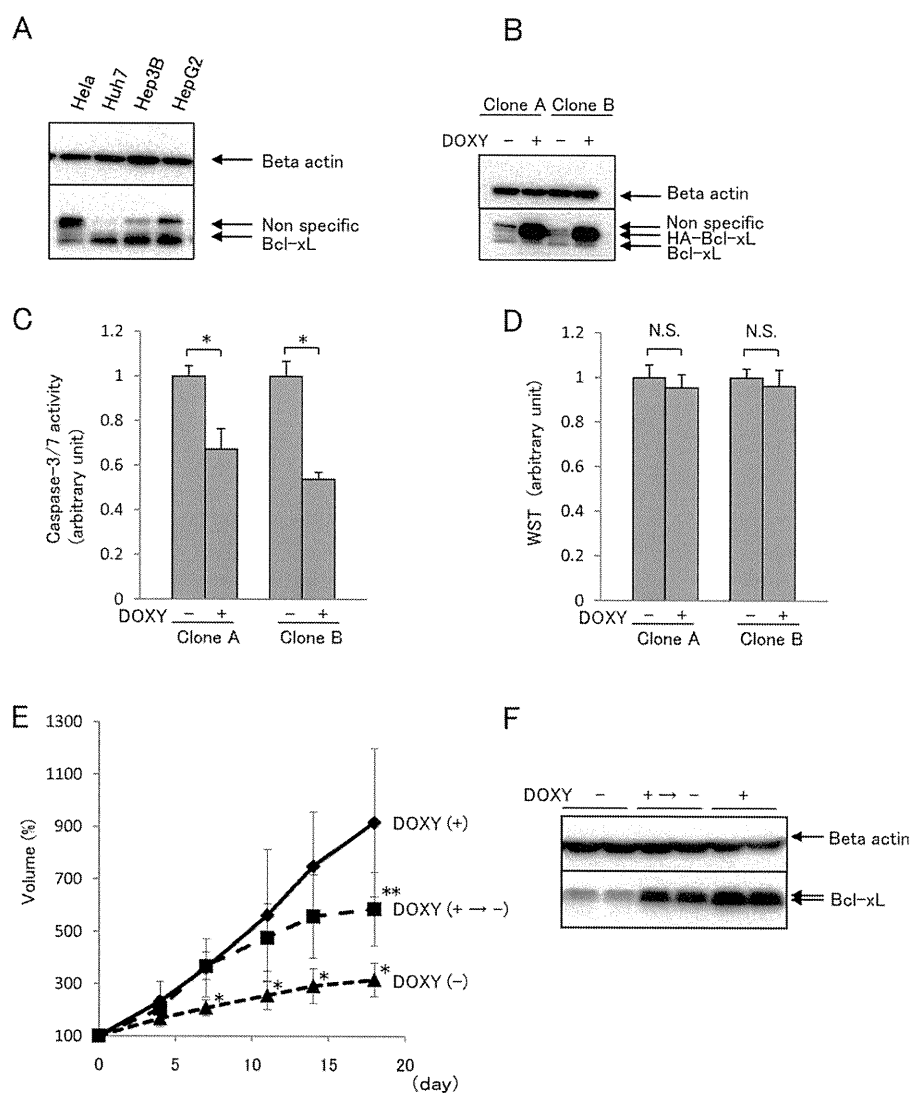 A
Hela
Huh7
Hep3B
HepG2
Beta actin
Non specific
Bcl-xL
B
Clone A Clone B
DOXY − + − +
Beta actin
Non specific
HA-Bcl-xL
Bcl-xL
C
Caspase-3/7 activity
(arbitrary unit)
1.2
1
0.8
0.6
0.4
0.2
0
* *
DOXY − + − +
Clone A Clone B
D
WST (arbitrary unit)
1.2
1
0.8
0.6
0.4
0.2
0
N.S. N.S.
DOXY − + − +
Clone A Clone B
E
Volume (%)
1300
1100
900
700
500
300
100
DOXY (+)
**
DOXY (+ → −)
* * * *
DOXY (−)
0 5 10 15 20
(day)
F
DOXY − + → − +
Beta actin
Bcl-xL